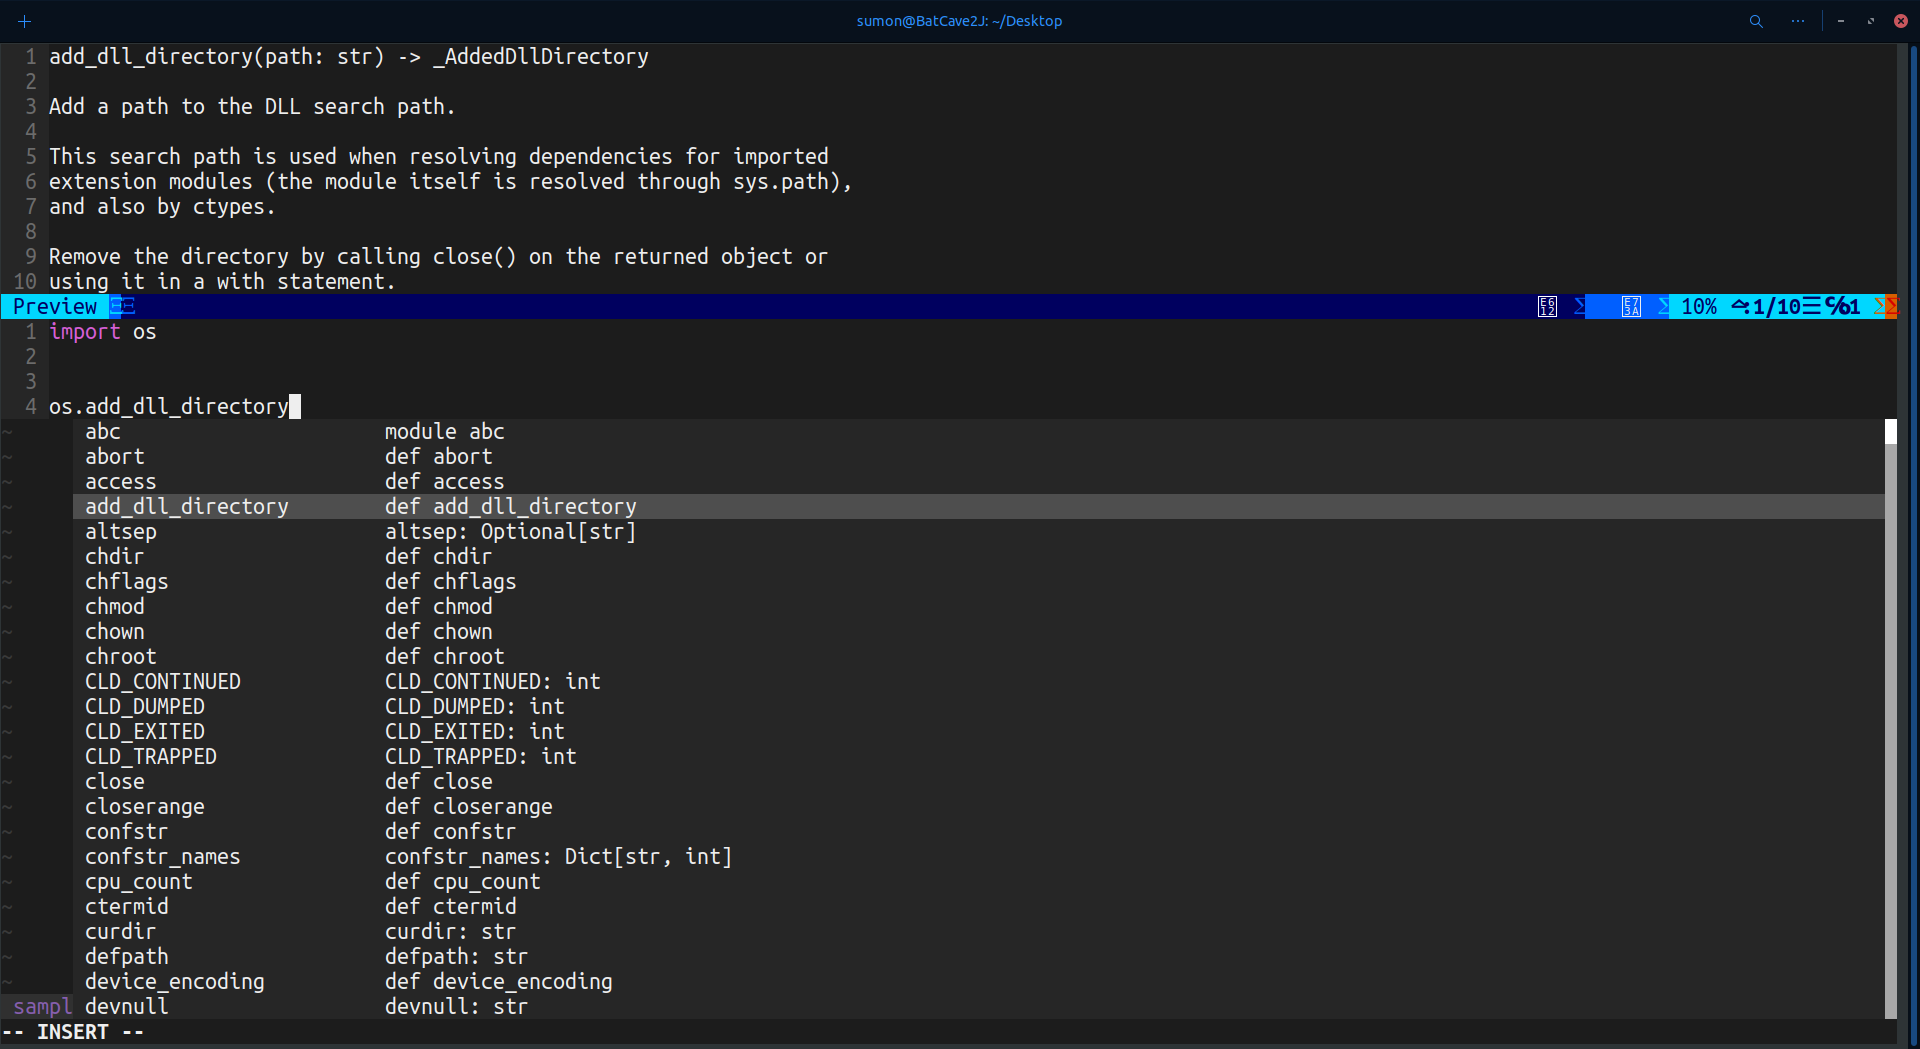 sumon@BatCave2J: ~/Desktop
1 add_dll_directory(path: str) -> _AddedDllDirectory
2
3 Add a path to the DLL search path.
4
5 This search path is used when resolving dependencies for imported
6 extension modules (the module itself is resolved through sys.path),
7 and also by ctypes.
8
9 Remove the directory by calling close() on the returned object or
10 using it in a with statement.
Preview 10% 1/10☰℅1
1 import os
2
3
4 os.add_dll_directory
~ abc module abc
~ abort def abort
~ access def access
~ add_dll_directory def add_dll_directory
~ altsep altsep: Optional[str]
~ chdir def chdir
~ chflags def chflags
~ chmod def chmod
~ chown def chown
~ chroot def chroot
~ CLD_CONTINUED CLD_CONTINUED: int
~ CLD_DUMPED CLD_DUMPED: int
~ CLD_EXITED CLD_EXITED: int
~ CLD_TRAPPED CLD_TRAPPED: int
~ close def close
~ closerange def closerange
~ confstr def confstr
~ confstr_names confstr_names: Dict[str, int]
~ cpu_count def cpu_count
~ ctermid def ctermid
~ curdir curdir: str
~ defpath defpath: str
~ device_encoding def device_encoding
sampl devnull devnull: str
-- INSERT --